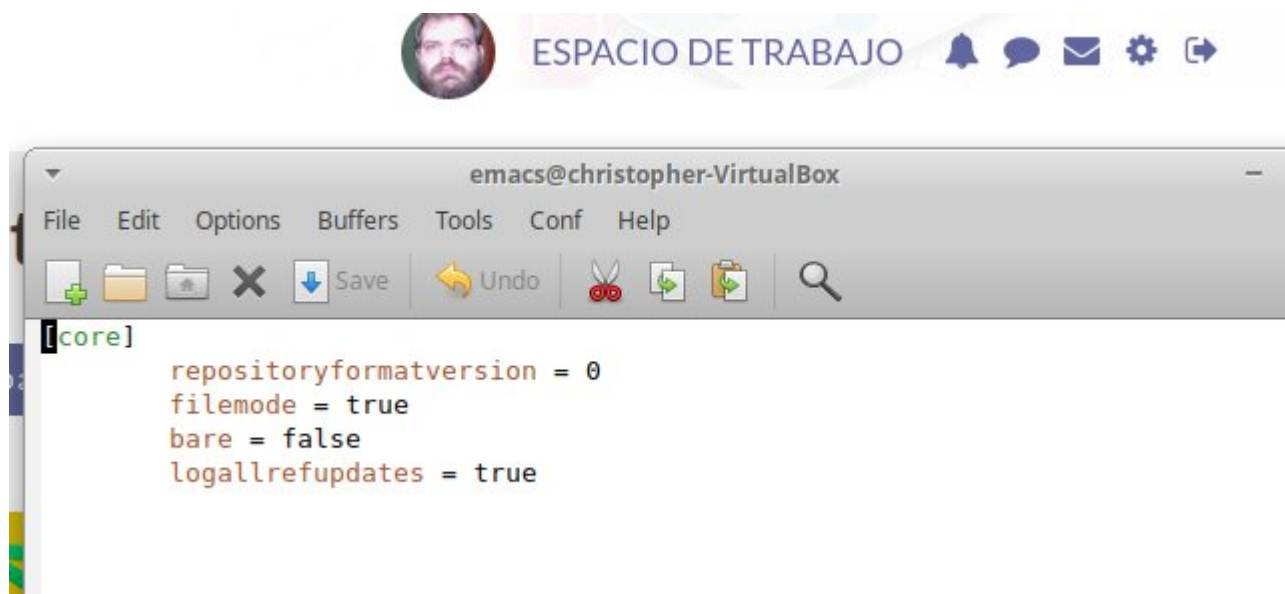 ESPACIO DE TRABAJO
emacs@christopher-VirtualBox
File Edit Options Buffers Tools Conf Help
Save Undo
[core]
repositoryformatversion = 0
filemode = true
bare = false
logallrefupdates = true